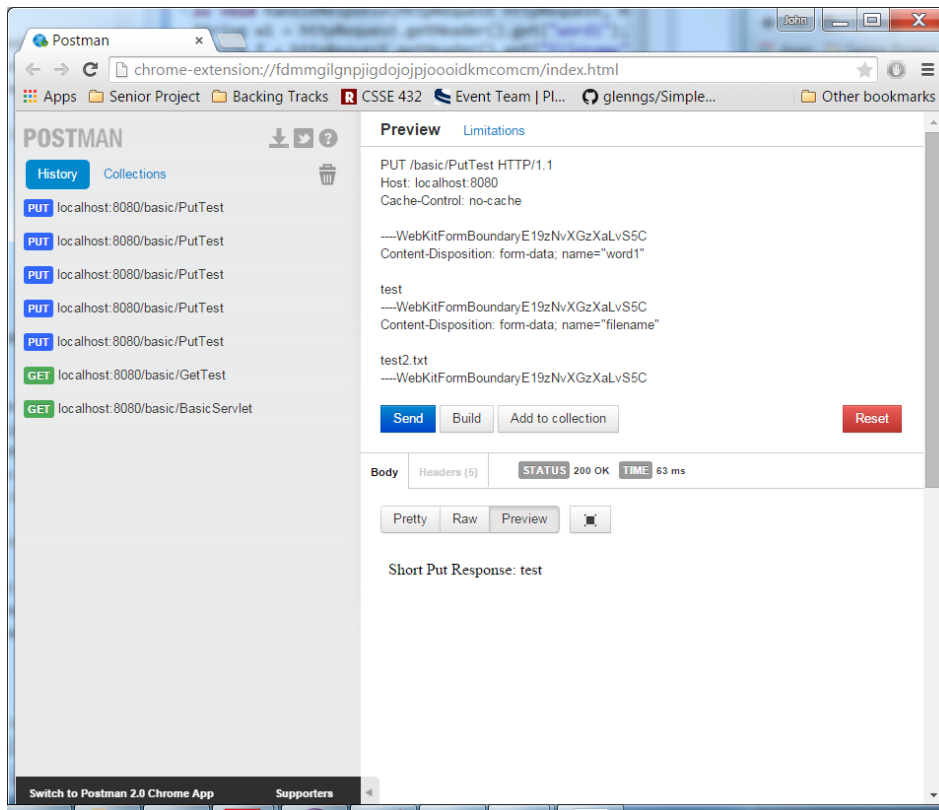 John
Postman
chrome-extension://fdmmgilgnpjigdojojpjoooidkmcomcm/index.html
Apps Senior Project Backing Tracks R CSSE 432 Event Team | Pl... glenngs/Simple... Other bookmarks
POSTMAN
History Collections
PUT localhost:8080/basic/PutTest
PUT localhost:8080/basic/PutTest
PUT localhost:8080/basic/PutTest
PUT localhost:8080/basic/PutTest
PUT localhost:8080/basic/PutTest
GET localhost:8080/basic/GetTest
GET localhost:8080/basic/BasicServlet
Switch to Postman 2.0 Chrome App Supporters
Preview Limitations
PUT /basic/PutTest HTTP/1.1
Host: localhost:8080
Cache-Control: no-cache
----WebKitFormBoundaryE19zNvXGzXaLvS5C
Content-Disposition: form-data; name="word1"
test
----WebKitFormBoundaryE19zNvXGzXaLvS5C
Content-Disposition: form-data; name="filename"
test2.txt
----WebKitFormBoundaryE19zNvXGzXaLvS5C
Send Build Add to collection Reset
Body Headers (5) STATUS 200 OK TIME 63 ms
Pretty Raw Preview
Short Put Response: test